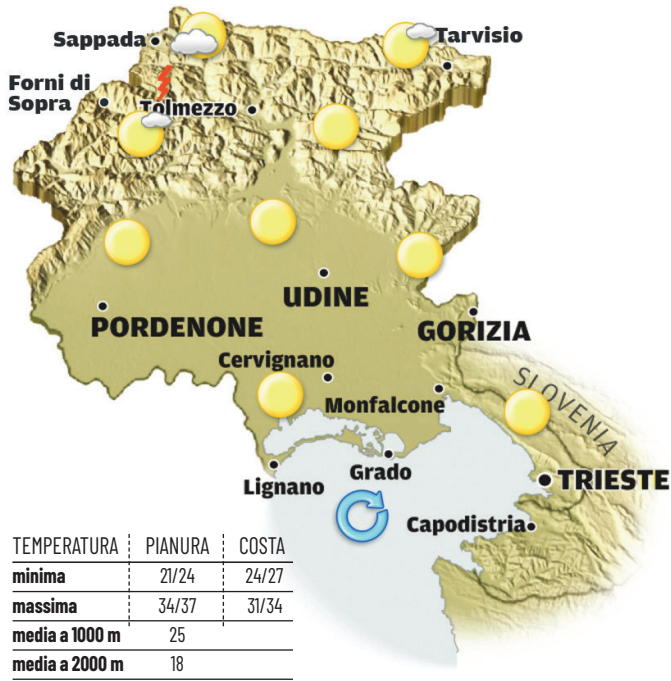 Sappada
Tarvisio
Forni di
Sopra
Tolmezzo
UDINE
PORDENONE
GORIZIA
Cervignano
SLOVENIA
Monfalcone
Grado
TRIESTE
Lignano
Capodistria
TEMPERATURA PIANURA COSTA
minima 21/24 24/27
massima 34/37 31/34
media a 1000 m 25
media a 2000 m 18